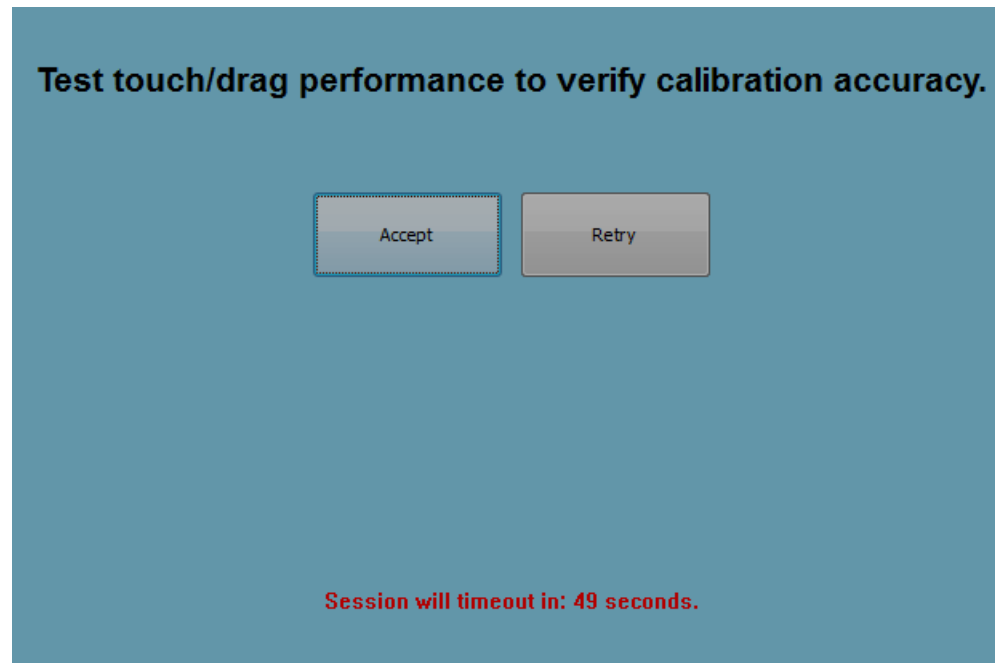 Test touch/drag performance to verify calibration accuracy.
Accept
Retry
Session will timeout in: 49 seconds.